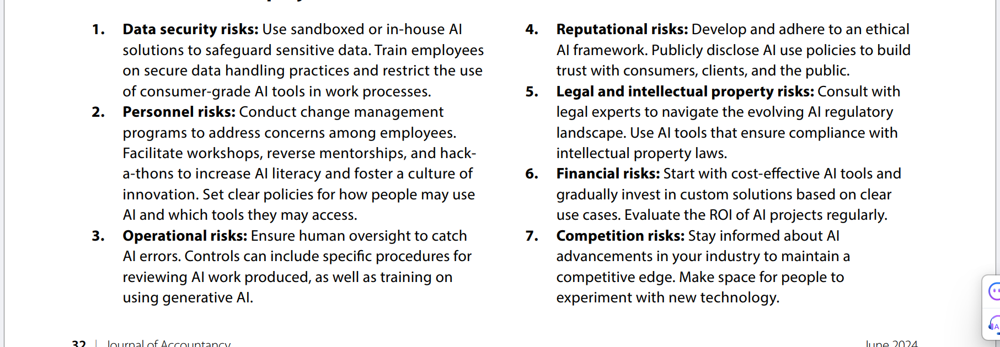 1. Data security risks: Use sandboxed or in-house AI
solutions to safeguard sensitive data. Train employees
on secure data handling practices and restrict the use
of consumer-grade AI tools in work processes.
2. Personnel risks: Conduct change management
programs to address concerns among employees.
Facilitate workshops, reverse mentorships, and hack-
a-thons to increase AI literacy and foster a culture of
innovation. Set clear policies for how people may use
AI and which tools they may access.
3. Operational risks: Ensure human oversight to catch
AI errors. Controls can include specific procedures for
reviewing AI work produced, as well as training on
using generative AI.
4. Reputational risks: Develop and adhere to an ethical
AI framework. Publicly disclose AI use policies to build
trust with consumers, clients, and the public.
5. Legal and intellectual property risks: Consult with
legal experts to navigate the evolving AI regulatory
landscape. Use AI tools that ensure compliance with
intellectual property laws.
6. Financial risks: Start with cost-effective AI tools and
gradually invest in custom solutions based on clear
use cases. Evaluate the ROI of AI projects regularly.
7. Competition risks: Stay informed about AI
advancements in your industry to maintain a
competitive edge. Make space for people to
experiment with new technology.
32 | Journal of Accountancy
June 2024
A